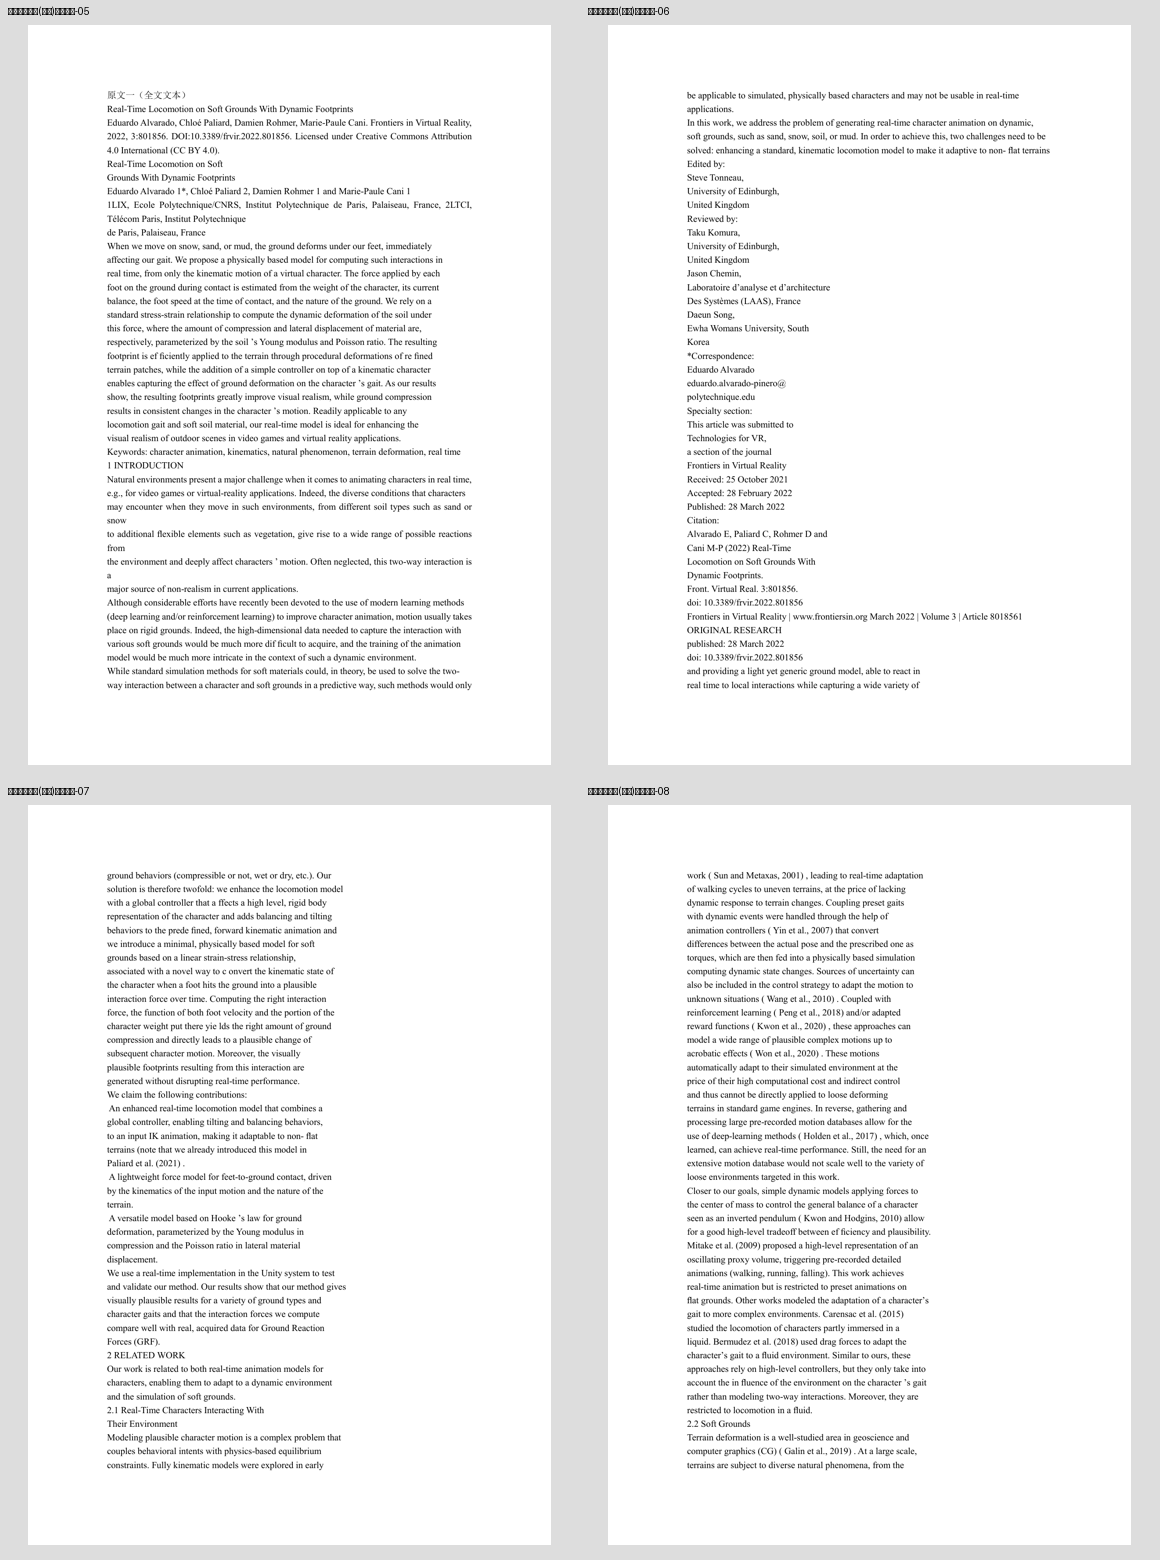 原文一（全文文本）
Real-Time Locomotion on Soft Grounds With Dynamic Footprints
Eduardo Alvarado, Chloé Paliard, Damien Rohmer, Marie-Paule Cani. Frontiers in Virtual Reality,
2022, 3:801856. DOI:10.3389/frvir.2022.801856. Licensed under Creative Commons Attribution
4.0 International (CC BY 4.0).
Real-Time Locomotion on Soft
Grounds With Dynamic Footprints
Eduardo Alvarado 1*, Chloé Paliard 2, Damien Rohmer 1 and Marie-Paule Cani 1
1LIX, Ecole Polytechnique/CNRS, Institut Polytechnique de Paris, Palaiseau, France, 2LTCI,
Télécom Paris, Institut Polytechnique
de Paris, Palaiseau, France
When we move on snow, sand, or mud, the ground deforms under our feet, immediately
affecting our gait. We propose a physically based model for computing such interactions in
real time, from only the kinematic motion of a virtual character. The force applied by each
foot on the ground during contact is estimated from the weight of the character, its current
balance, the foot speed at the time of contact, and the nature of the ground. We rely on a
standard stress-strain relationship to compute the dynamic deformation of the soil under
this force, where the amount of compression and lateral displacement of material are,
respectively, parameterized by the soil 's Young modulus and Poisson ratio. The resulting
footprint is ef ficiently applied to the terrain through procedural deformations of re fined
terrain patches, while the addition of a simple controller on top of a kinematic character
enables capturing the effect of ground deformation on the character 's gait. As our results
show, the resulting footprints greatly improve visual realism, while ground compression
results in consistent changes in the character 's motion. Readily applicable to any
locomotion gait and soft soil material, our real-time model is ideal for enhancing the
visual realism of outdoor scenes in video games and virtual reality applications.
Keywords: character animation, kinematics, natural phenomenon, terrain deformation, real time
1 INTRODUCTION
Natural environments present a major challenge when it comes to animating characters in real time,
e.g., for video games or virtual-reality applications. Indeed, the diverse conditions that characters
may encounter when they move in such environments, from different soil types such as sand or
snow
to additional flexible elements such as vegetation, give rise to a wide range of possible reactions
from
the environment and deeply affect characters ' motion. Often neglected, this two-way interaction is
a
major source of non-realism in current applications.
Although considerable efforts have recently been devoted to the use of modern learning methods
(deep learning and/or reinforcement learning) to improve character animation, motion usually takes
place on rigid grounds. Indeed, the high-dimensional data needed to capture the interaction with
various soft grounds would be much more dif ficult to acquire, and the training of the animation
model would be much more intricate in the context of such a dynamic environment.
While standard simulation methods for soft materials could, in theory, be used to solve the two-
way interaction between a character and soft grounds in a predictive way, such methods would only
be applicable to simulated, physically based characters and may not be usable in real-time
applications.
In this work, we address the problem of generating real-time character animation on dynamic,
soft grounds, such as sand, snow, soil, or mud. In order to achieve this, two challenges need to be
solved: enhancing a standard, kinematic locomotion model to make it adaptive to non- flat terrains
Edited by:
Steve Tonneau,
University of Edinburgh,
United Kingdom
Reviewed by:
Taku Komura,
University of Edinburgh,
United Kingdom
Jason Chemin,
Laboratoire d'analyse et d'architecture
Des Systèmes (LAAS), France
Daeun Song,
Ewha Womans University, South
Korea
*Correspondence:
Eduardo Alvarado
eduardo.alvarado-pinero@
polytechnique.edu
Specialty section:
This article was submitted to
Technologies for VR,
a section of the journal
Frontiers in Virtual Reality
Received: 25 October 2021
Accepted: 28 February 2022
Published: 28 March 2022
Citation:
Alvarado E, Paliard C, Rohmer D and
Cani M-P (2022) Real-Time
Locomotion on Soft Grounds With
Dynamic Footprints.
Front. Virtual Real. 3:801856.
doi: 10.3389/frvir.2022.801856
Frontiers in Virtual Reality | www.frontiersin.org March 2022 | Volume 3 | Article 8018561
ORIGINAL RESEARCH
published: 28 March 2022
doi: 10.3389/frvir.2022.801856
and providing a light yet generic ground model, able to react in
real time to local interactions while capturing a wide variety of
ground behaviors (compressible or not, wet or dry, etc.). Our
solution is therefore twofold: we enhance the locomotion model
with a global controller that a ffects a high level, rigid body
representation of the character and adds balancing and tilting
behaviors to the prede fined, forward kinematic animation and
we introduce a minimal, physically based model for soft
grounds based on a linear strain-stress relationship,
associated with a novel way to c onvert the kinematic state of
the character when a foot hits the ground into a plausible
interaction force over time. Computing the right interaction
force, the function of both foot velocity and the portion of the
character weight put there yie lds the right amount of ground
compression and directly leads to a plausible change of
subsequent character motion. Moreover, the visually
plausible footprints resulting from this interaction are
generated without disrupting real-time performance.
We claim the following contributions:
An enhanced real-time locomotion model that combines a
global controller, enabling tilting and balancing behaviors,
to an input IK animation, making it adaptable to non- flat
terrains (note that we already introduced this model in
Paliard et al. (2021) .
A lightweight force model for feet-to-ground contact, driven
by the kinematics of the input motion and the nature of the
terrain.
A versatile model based on Hooke 's law for ground
deformation, parameterized by the Young modulus in
compression and the Poisson ratio in lateral material
displacement.
We use a real-time implementation in the Unity system to test
and validate our method. Our results show that our method gives
visually plausible results for a variety of ground types and
character gaits and that the interaction forces we compute
compare well with real, acquired data for Ground Reaction
Forces (GRF).
2 RELATED WORK
Our work is related to both real-time animation models for
characters, enabling them to adapt to a dynamic environment
and the simulation of soft grounds.
2.1 Real-Time Characters Interacting With
Their Environment
Modeling plausible character motion is a complex problem that
couples behavioral intents with physics-based equilibrium
constraints. Fully kinematic models were explored in early
work ( Sun and Metaxas, 2001) , leading to real-time adaptation
of walking cycles to uneven terrains, at the price of lacking
dynamic response to terrain changes. Coupling preset gaits
with dynamic events were handled through the help of
animation controllers ( Yin et al., 2007) that convert
differences between the actual pose and the prescribed one as
torques, which are then fed into a physically based simulation
computing dynamic state changes. Sources of uncertainty can
also be included in the control strategy to adapt the motion to
unknown situations ( Wang et al., 2010) . Coupled with
reinforcement learning ( Peng et al., 2018) and/or adapted
reward functions ( Kwon et al., 2020) , these approaches can
model a wide range of plausible complex motions up to
acrobatic effects ( Won et al., 2020) . These motions
automatically adapt to their simulated environment at the
price of their high computational cost and indirect control
and thus cannot be directly applied to loose deforming
terrains in standard game engines. In reverse, gathering and
processing large pre-recorded motion databases allow for the
use of deep-learning methods ( Holden et al., 2017) , which, once
learned, can achieve real-time performance. Still, the need for an
extensive motion database would not scale well to the variety of
loose environments targeted in this work.
Closer to our goals, simple dynamic models applying forces to
the center of mass to control the general balance of a character
seen as an inverted pendulum ( Kwon and Hodgins, 2010) allow
for a good high-level tradeoff between ef ficiency and plausibility.
Mitake et al. (2009) proposed a high-level representation of an
oscillating proxy volume, triggering pre-recorded detailed
animations (walking, running, falling). This work achieves
real-time animation but is restricted to preset animations on
flat grounds. Other works modeled the adaptation of a character's
gait to more complex environments. Carensac et al. (2015)
studied the locomotion of characters partly immersed in a
liquid. Bermudez et al. (2018) used drag forces to adapt the
character's gait to a fluid environment. Similar to ours, these
approaches rely on high-level controllers, but they only take into
account the in fluence of the environment on the character 's gait
rather than modeling two-way interactions. Moreover, they are
restricted to locomotion in a fluid.
2.2 Soft Grounds
Terrain deformation is a well-studied area in geoscience and
computer graphics (CG) ( Galin et al., 2019) . At a large scale,
terrains are subject to diverse natural phenomena, from the